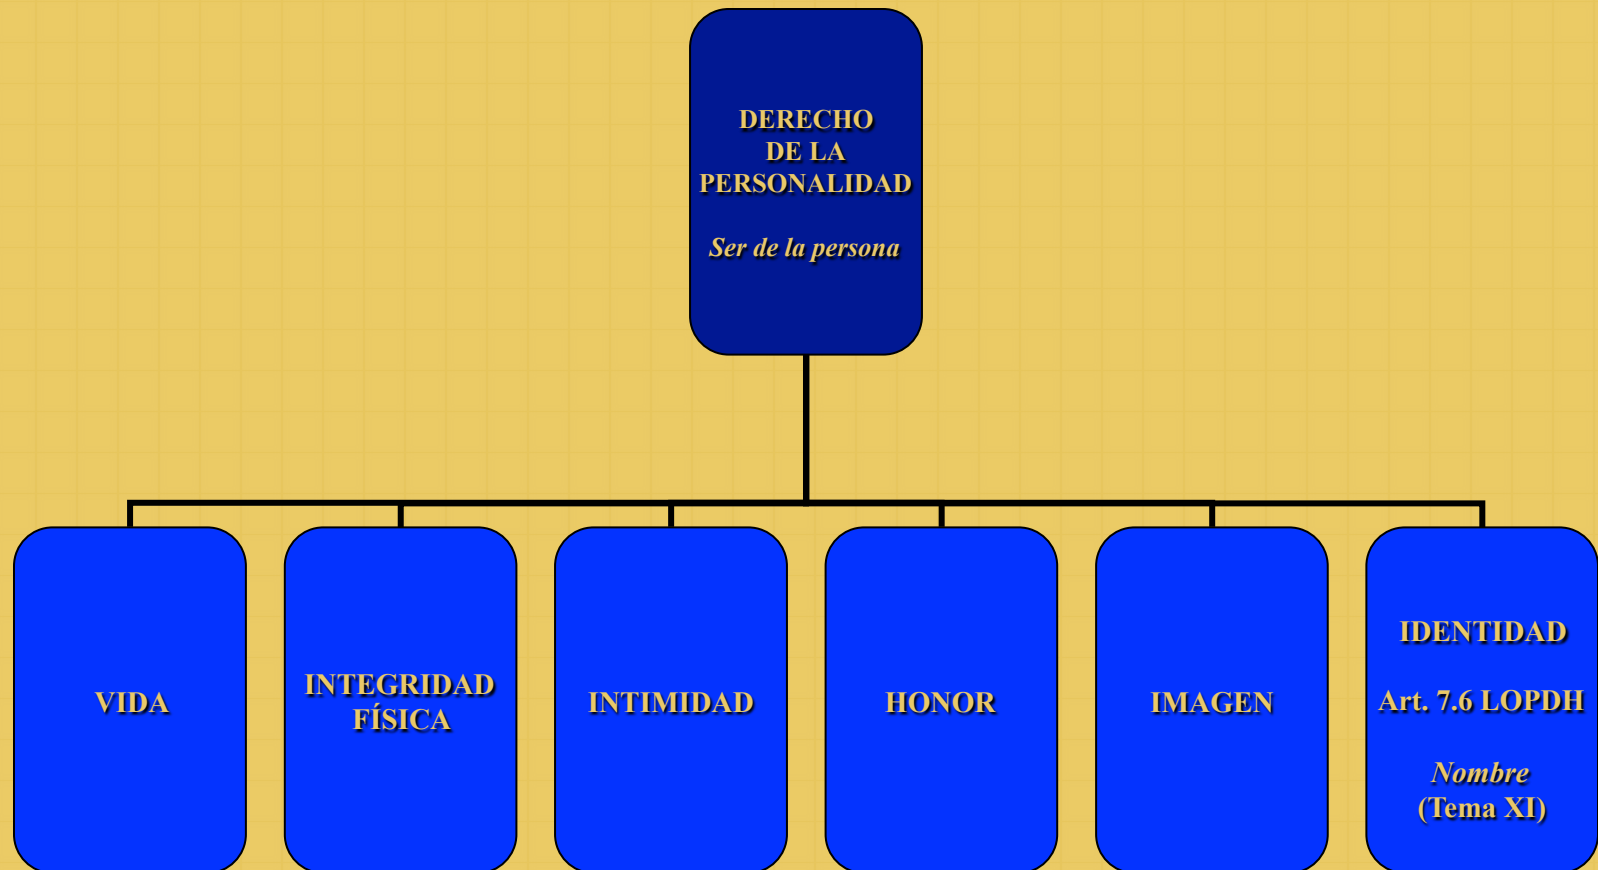 DERECHO
DE LA
PERSONALIDAD
Ser de la persona
VIDA
INTEGRIDAD
FÍSICA
INTIMIDAD
HONOR
IMAGEN
IDENTIDAD
Art. 7.6 LOPDH
Nombre
(Tema XI)